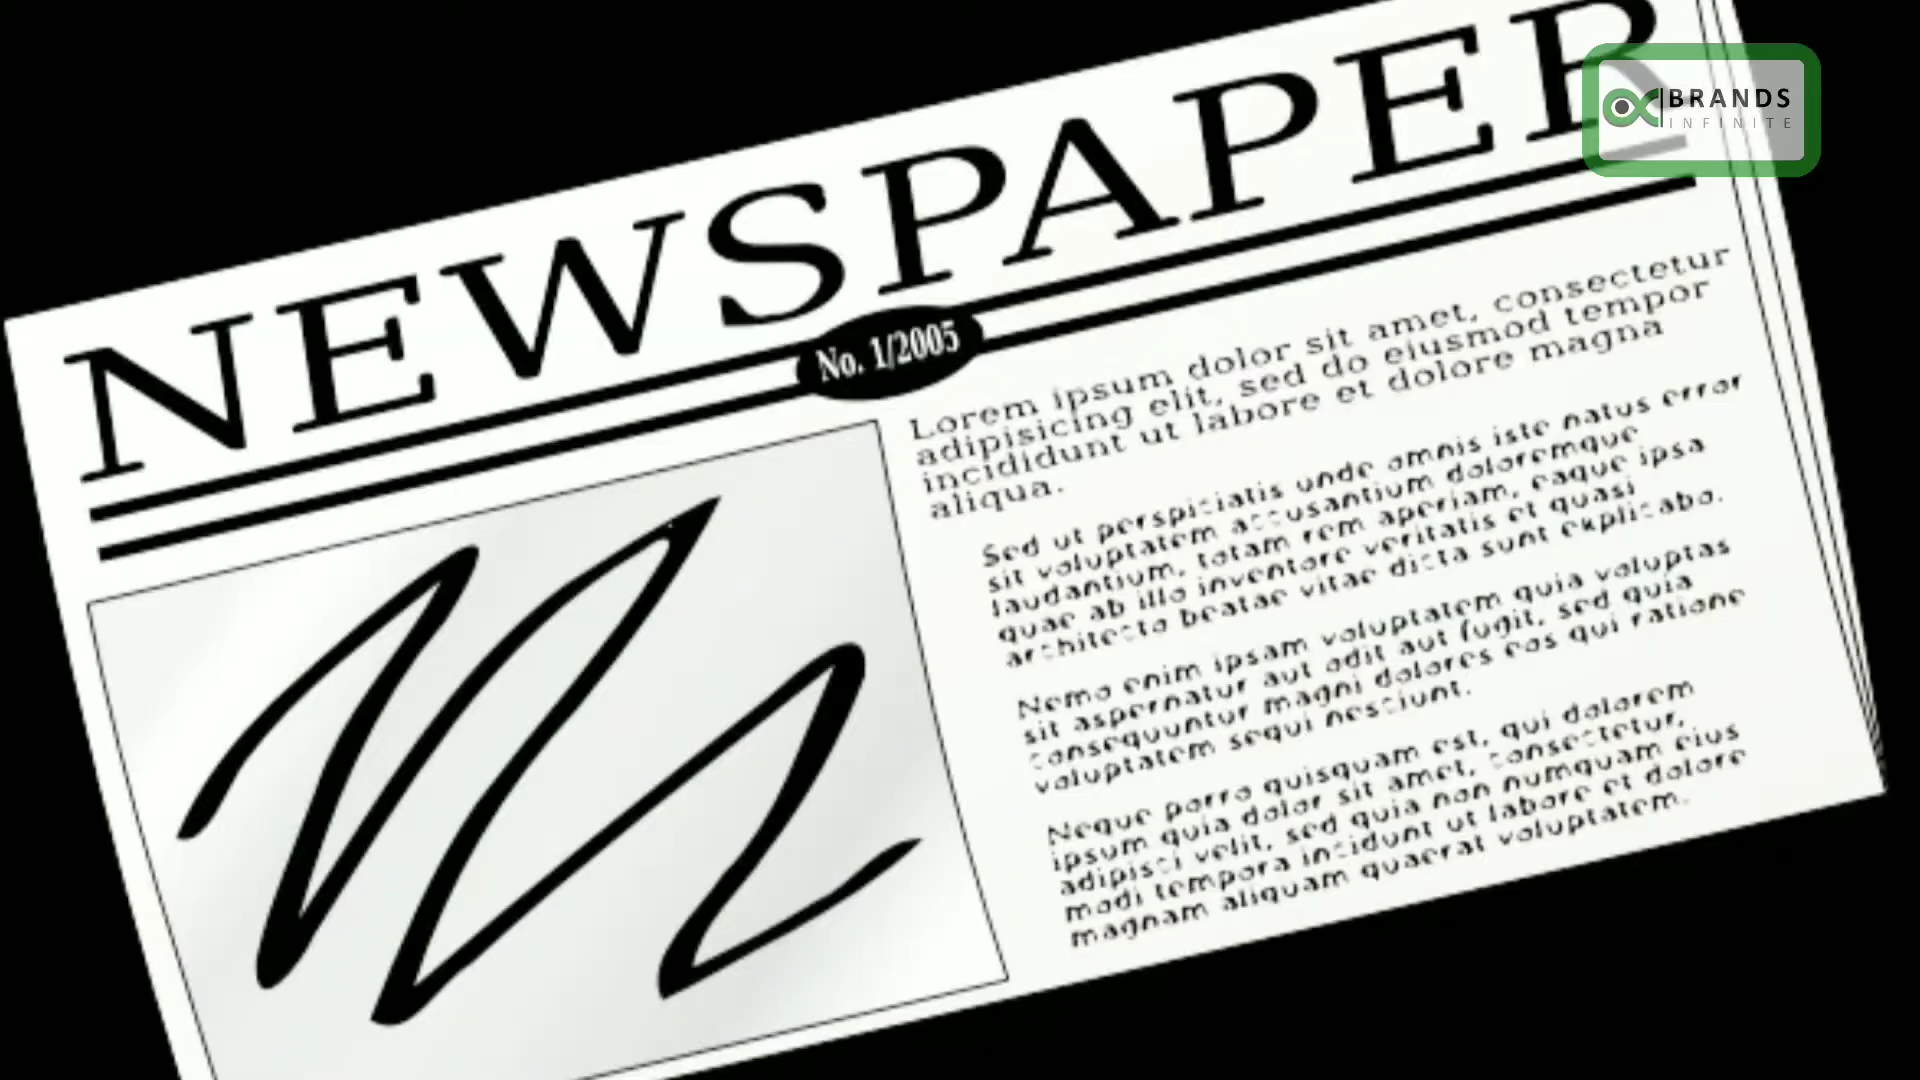 NEWSPAPER
BRANDS
INFINITE
No. 1/2005
Lorem ipsum dolor sit amet, consectetur
adipisicing elit, sed do eiusmod tempor
incididunt ut labore et dolore magna
aliqua.
Sed ut perspiciatis unde omnis iste natus error
sit voluptatem accusantium doloremque
laudantium, totam rem aperiam, eaque ipsa
quae ab illo inventore veritatis et quasi
architecto beatae vitae dicta sunt explicabo.
Nemo enim ipsam voluptatem quia voluptas
sit aspernatur aut odit aut fugit, sed quia
consequuntur magni dolores eos qui ratione
voluptatem sequi nesciunt.
Neque porro quisquam est, qui dolorem
ipsum quia dolor sit amet, consectetur,
adipisci velit, sed quia non numquam eius
modi tempora incidunt ut labore et dolore
magnam aliquam quaerat voluptatem.